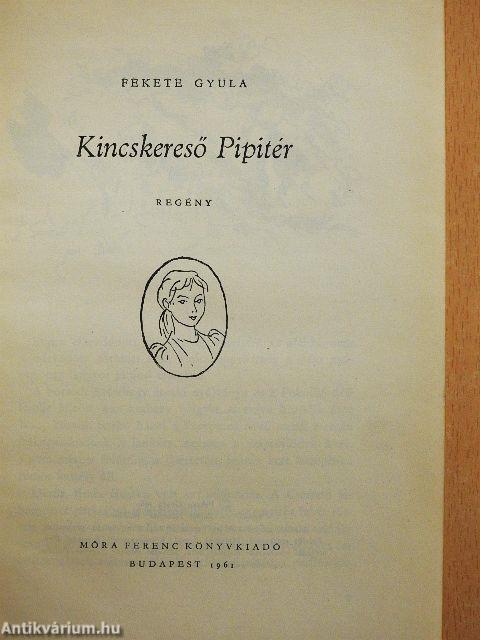 FEKETE GYULA
Kincskereső Pipitér
REGÉNY
MÓRA FERENC KÖNYVKIADÓ
BUDAPEST 1961
Antikvárium.hu